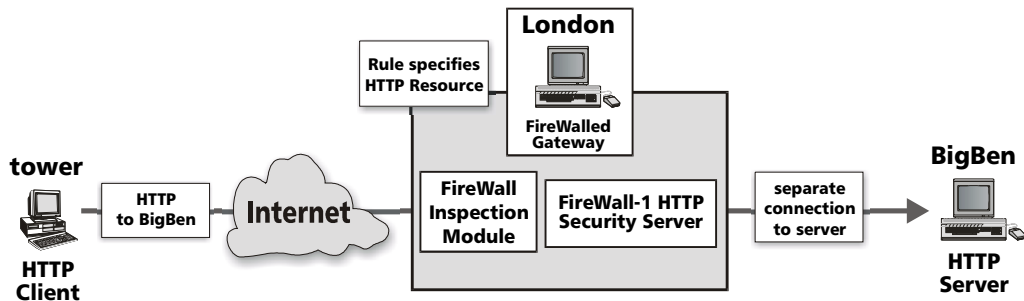 London
Rule specifies
HTTP Resource
FireWalled
Gateway
tower
HTTP
to BigBen
Internet
FireWall
Inspection
Module
FireWall-1 HTTP
Security Server
separate
connection
to server
BigBen
HTTP
Client
HTTP
Server